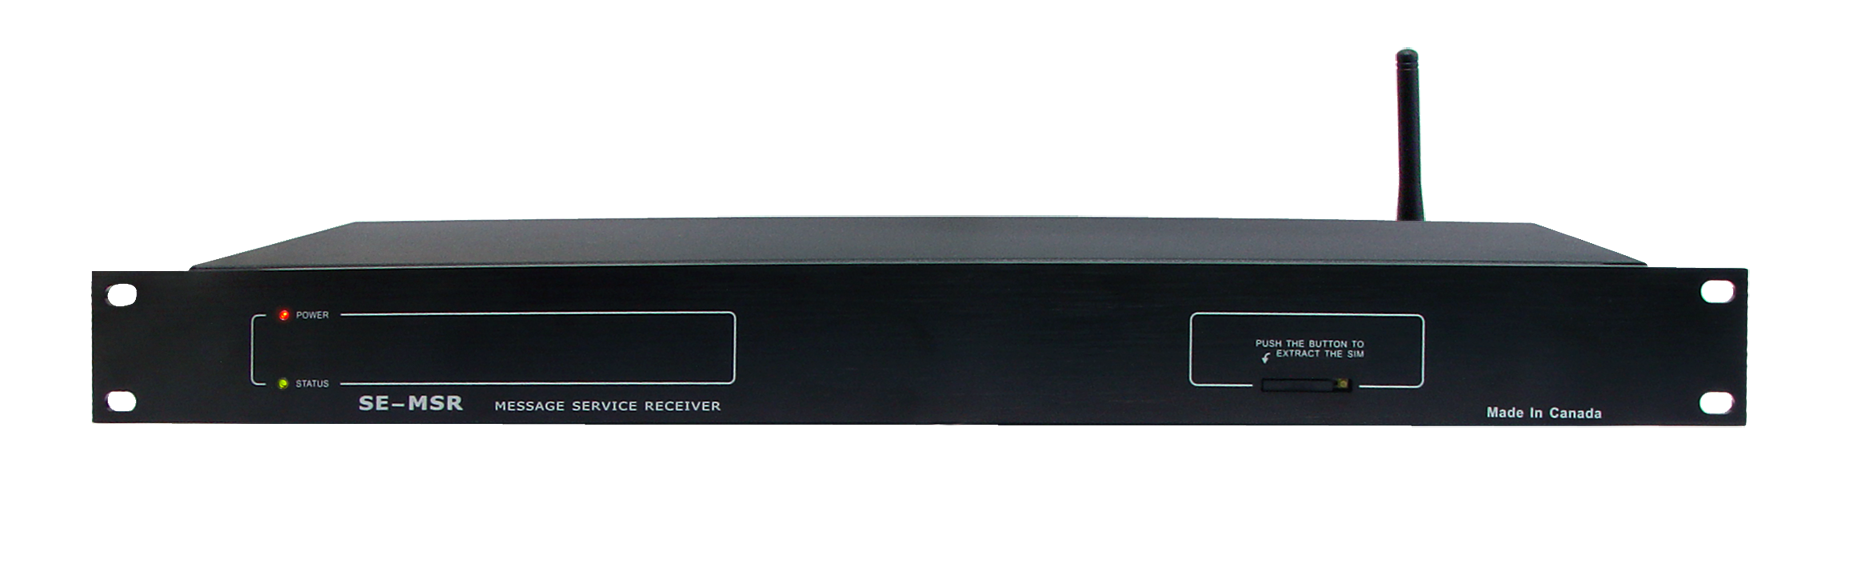 POWER
STATUS
SE–MSR MESSAGE SERVICE RECEIVER
PUSH THE BUTTON TO
EXTRACT THE SIM
Made In Canada